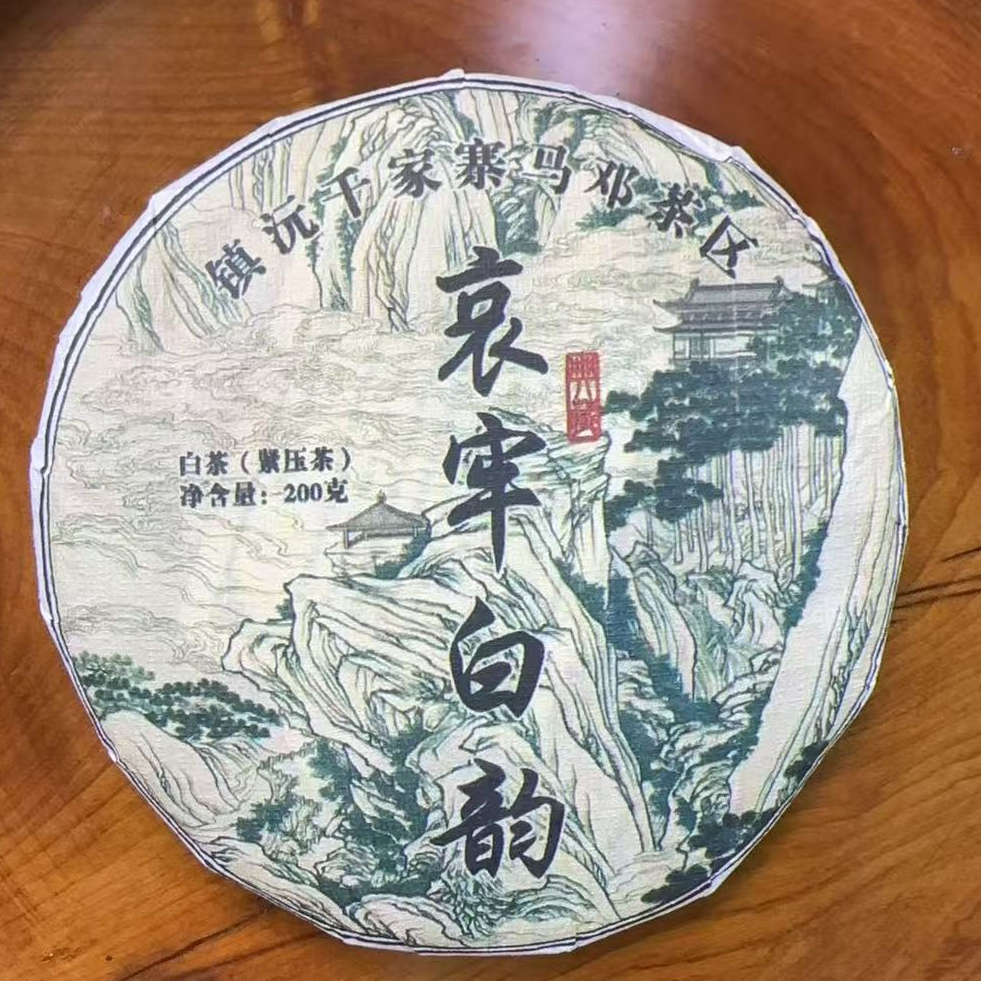 镇沅千家寨马邓茶区
哀牢白韵
白茶（紧压茶）
净含量：200克